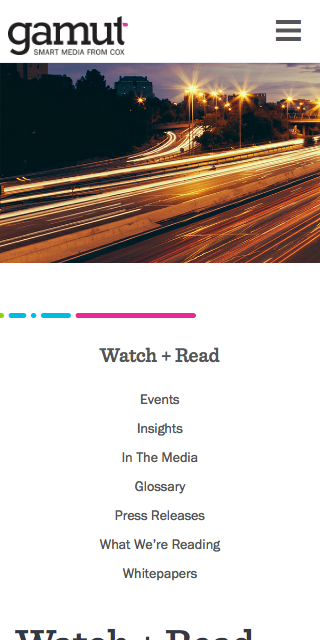 gamut
SMART MEDIA FROM COX
Watch + Read
Events
Insights
In The Media
Glossary
Press Releases
What We're Reading
Whitepapers
Watch + Read